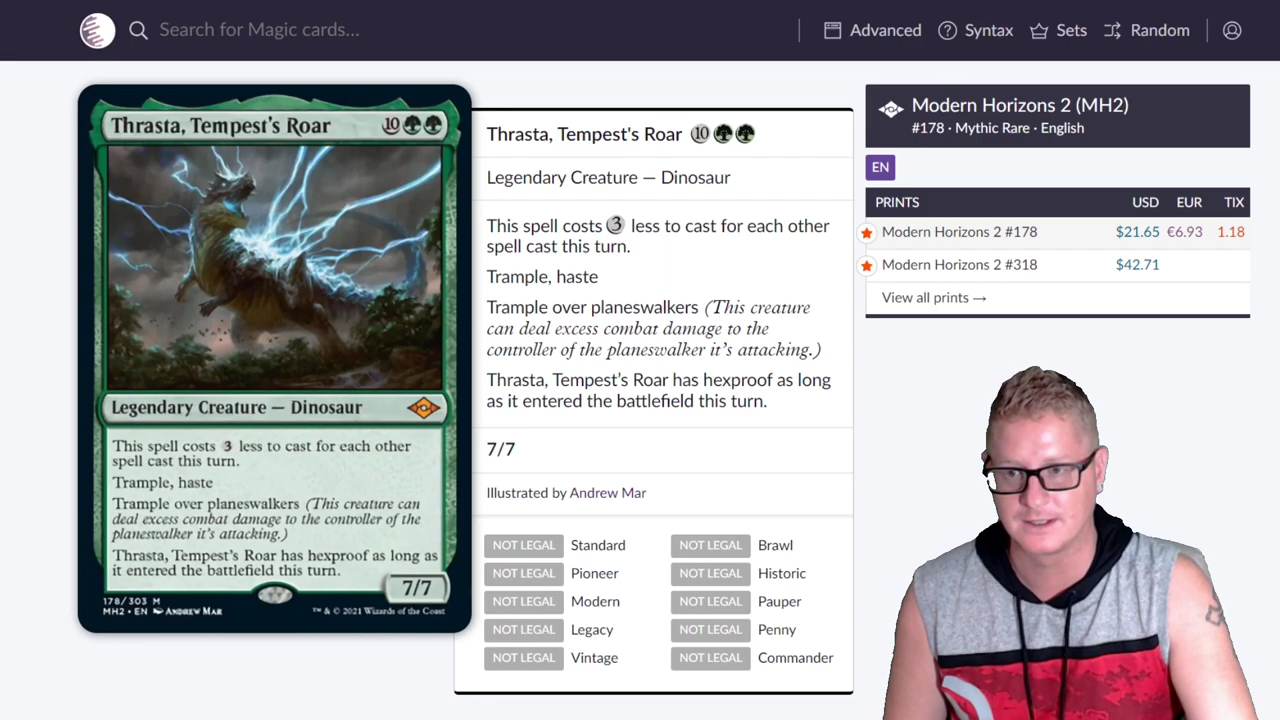 Search for Magic cards...
Advanced
Syntax
Sets
Random
Thrasta, Tempest's Roar 10
Legendary Creature — Dinosaur
This spell costs 3 less to cast for each other
spell cast this turn.
Trample, haste
Trample over planeswalkers (This creature can
deal excess combat damage to the controller of the
planeswalker it's attacking.)
Thrasta, Tempest's Roar has hexproof as long as
it entered the battlefield this turn.
7/7
178/303 M
MH2 • EN Andrew Mar
™ & © 2021 Wizards of the Coast
Thrasta, Tempest's Roar 10
Legendary Creature — Dinosaur
This spell costs 3 less to cast for each other
spell cast this turn.
Trample, haste
Trample over planeswalkers (This creature
can deal excess combat damage to the
controller of the planeswalker it's attacking.)
Thrasta, Tempest's Roar has hexproof as long
as it entered the battlefield this turn.
7/7
Illustrated by Andrew Mar
NOT LEGAL Standard NOT LEGAL Brawl
NOT LEGAL Pioneer NOT LEGAL Historic
NOT LEGAL Modern NOT LEGAL Pauper
NOT LEGAL Legacy NOT LEGAL Penny
NOT LEGAL Vintage NOT LEGAL Commander
Modern Horizons 2 (MH2)
#178 · Mythic Rare · English
EN
PRINTS USD EUR TIX
Modern Horizons 2 #178 $21.65 €6.93 1.18
Modern Horizons 2 #318 $42.71
View all prints →